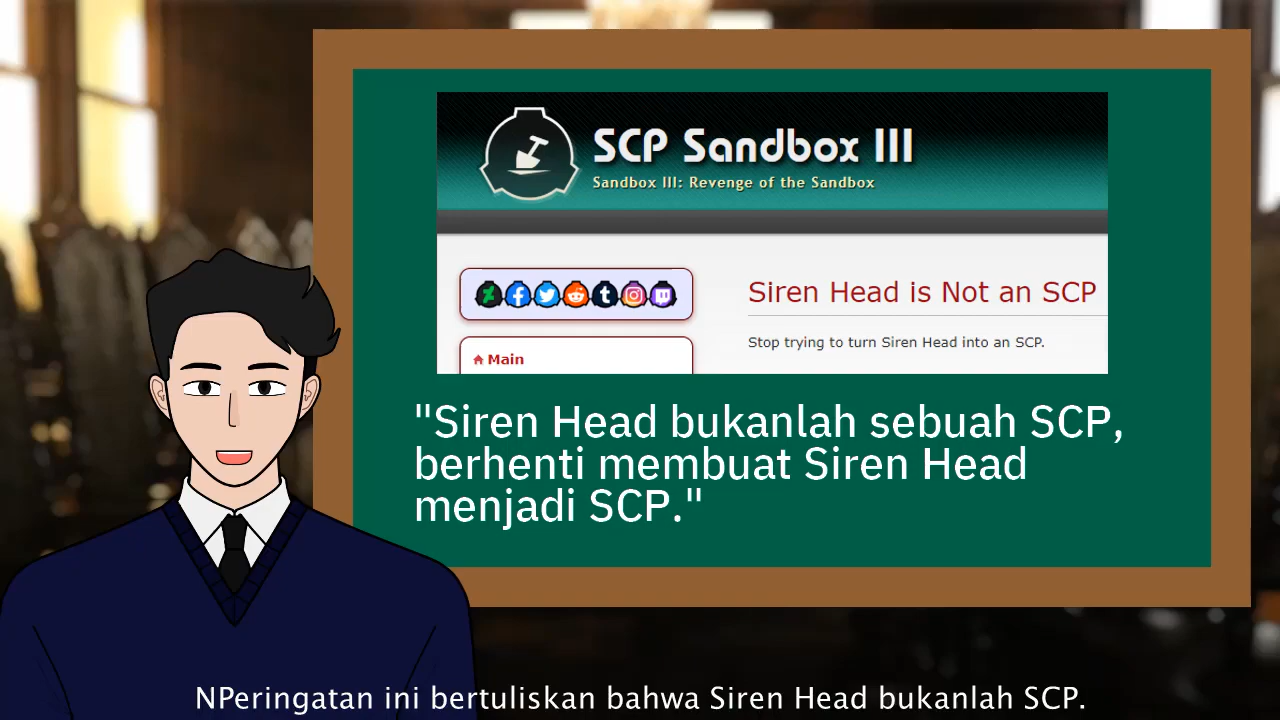 SCP Sandbox III
Sandbox III: Revenge of the Sandbox
Siren Head is Not an SCP
Stop trying to turn Siren Head into an SCP.
Main
"Siren Head bukanlah sebuah SCP,
berhenti membuat Siren Head
menjadi SCP."
NPeringatan ini bertuliskan bahwa Siren Head bukanlah SCP.